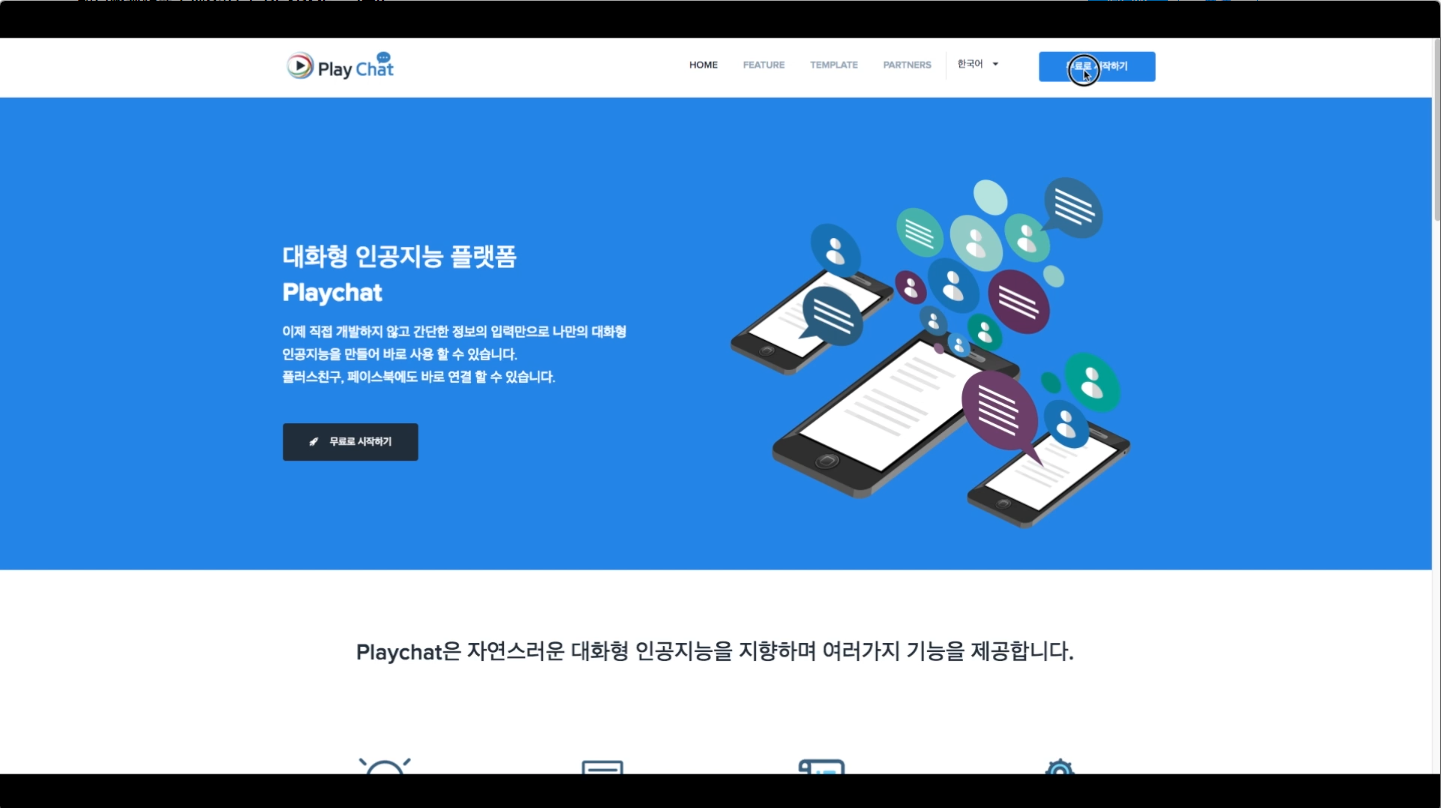 Play Chat
HOME
FEATURE
TEMPLATE
PARTNERS
한국어
무료로 시작하기
대화형 인공지능 플랫폼
Playchat
이제 직접 개발하지 않고 간단한 정보의 입력만으로 나만의 대화형
인공지능을 만들어 바로 사용 할 수 있습니다.
플러스친구, 페이스북에도 바로 연결 할 수 있습니다.
무료로 시작하기
Playchat은 자연스러운 대화형 인공지능을 지향하며 여러가지 기능을 제공합니다.